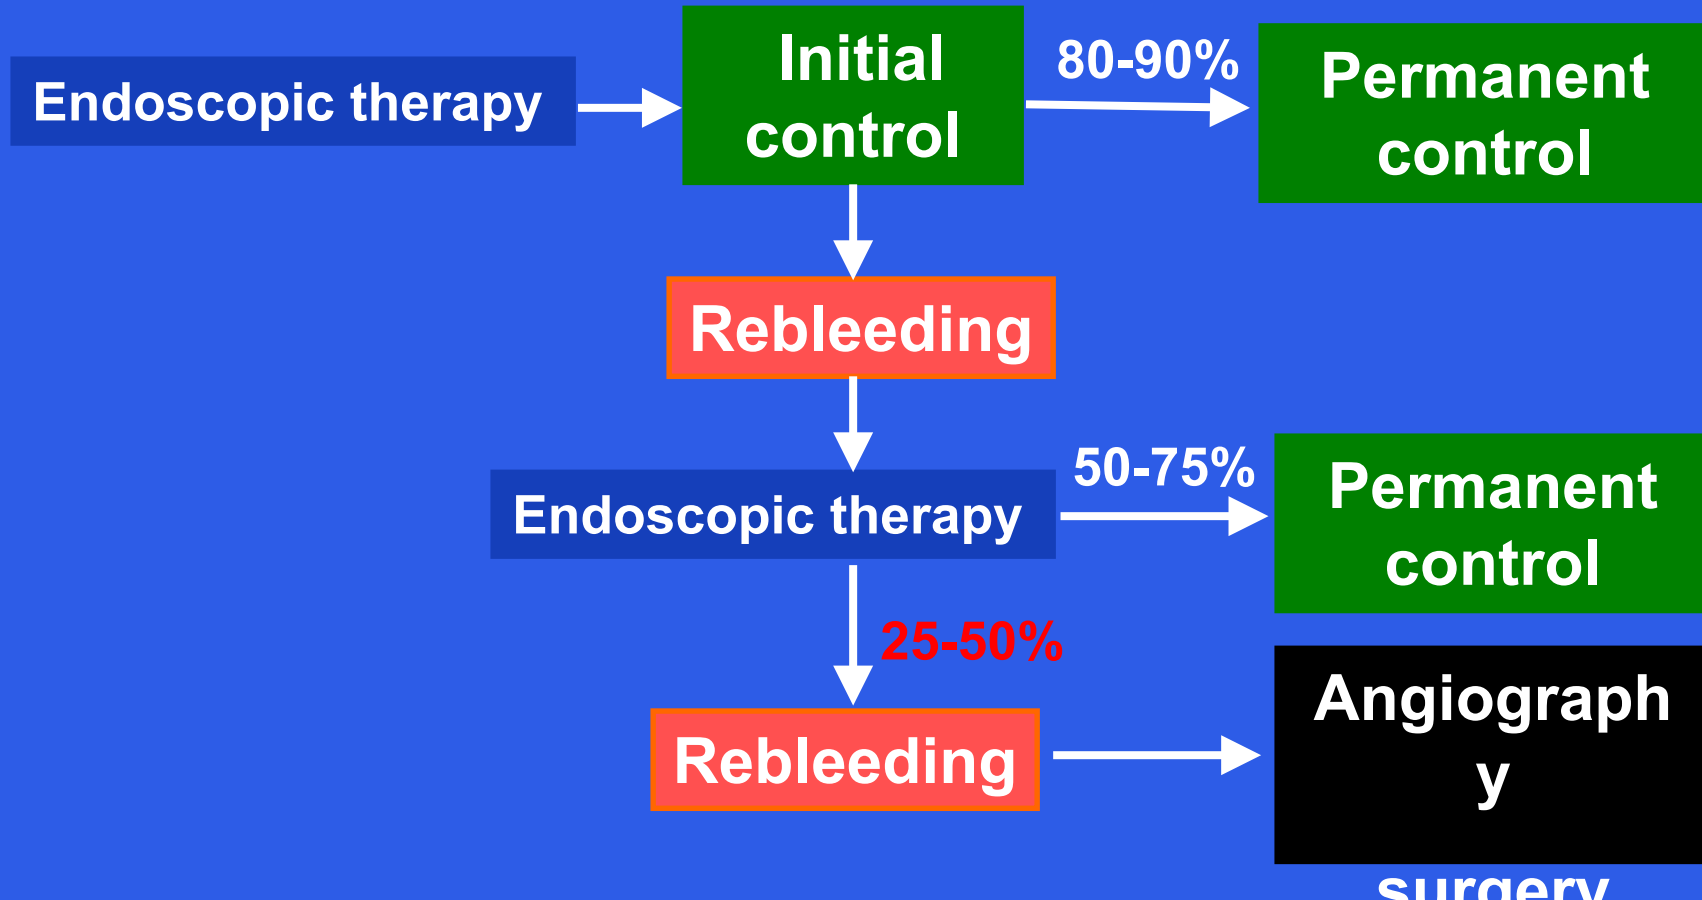 Endoscopic therapy
Initial
control
80-90%
Permanent
control
Rebleeding
Endoscopic therapy
50-75%
Permanent
control
25-50%
Rebleeding
Angiograph
y
surgery